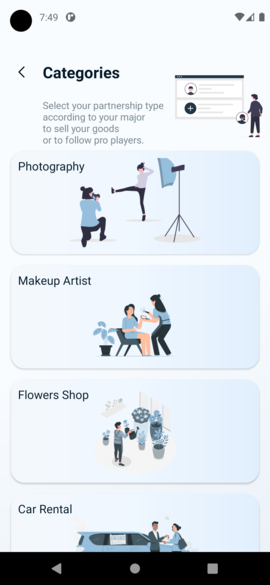 7:49
Categories
Select your partnership type
according to your major
to sell your goods
or to follow pro players.
Photography
Makeup Artist
Flowers Shop
Car Rental